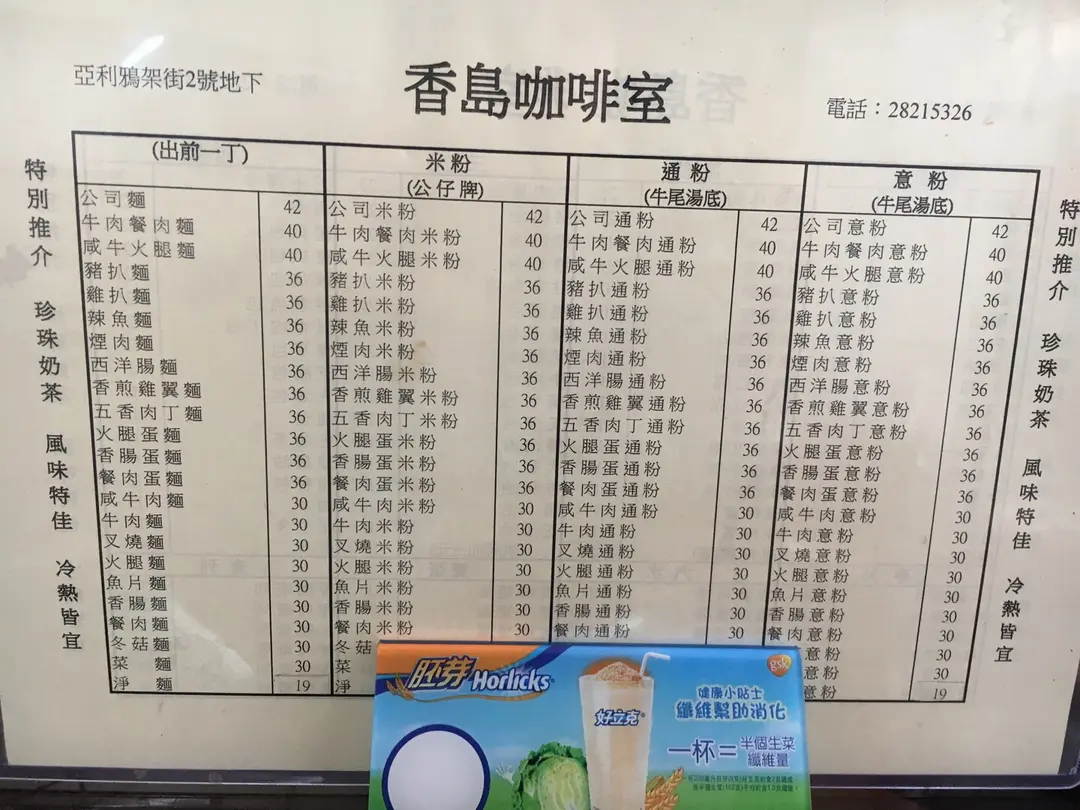 亞利鴉架街2號地下
香島咖啡室
電話：28215326
特別推介 珍珠奶茶 風味特佳 冷熱皆宜
(出前一丁)
公司麵 42
牛肉餐肉麵 40
咸牛火腿麵 40
豬扒麵 36
雞扒麵 36
辣魚麵 36
煙肉麵 36
西洋腸麵 36
香煎雞翼麵 36
五香肉丁麵 36
火腿蛋麵 36
香腸蛋麵 36
餐肉蛋麵 36
咸牛肉麵 30
牛肉麵 30
叉燒麵 30
火腿麵 30
魚片麵 30
香腸麵 30
餐肉麵 30
冬菇麵 30
菜 麵 30
淨 麵 19
米粉
(公仔牌)
公司米粉 42
牛肉餐肉米粉 40
咸牛火腿米粉 40
豬扒米粉 36
雞扒米粉 36
辣魚米粉 36
煙肉米粉 36
西洋腸米粉 36
香煎雞翼米粉 36
五香肉丁米粉 36
火腿蛋米粉 36
香腸蛋米粉 36
餐肉蛋米粉 36
咸牛肉米粉 30
牛肉米粉 30
叉燒米粉 30
火腿米粉 30
魚片米粉 30
香腸米粉 30
餐肉米粉 30
冬菇
菜
淨
通粉
(牛尾湯底)
公司通粉 42
牛肉餐肉通粉 40
咸牛火腿通粉 40
豬扒通粉 36
雞扒通粉 36
辣魚通粉 36
煙肉通粉 36
西洋腸通粉 36
香煎雞翼通粉 36
五香肉丁通粉 36
火腿蛋通粉 36
香腸蛋通粉 36
餐肉蛋通粉 36
咸牛肉通粉 30
牛肉通粉 30
叉燒通粉 30
火腿通粉 30
魚片通粉 30
香腸通粉 30
餐肉通粉 30
意粉
(牛尾湯底)
公司意粉 42
牛肉餐肉意粉 40
咸牛火腿意粉 40
豬扒意粉 36
雞扒意粉 36
辣魚意粉 36
煙肉意粉 36
西洋腸意粉 36
香煎雞翼意粉 36
五香肉丁意粉 36
火腿蛋意粉 36
香腸蛋意粉 36
餐肉蛋意粉 36
咸牛肉意粉 30
牛肉意粉 30
叉燒意粉 30
火腿意粉 30
魚片意粉 30
香腸意粉 30
餐肉意粉 30
意粉 30
意粉 30
意粉 19
特別推介 珍珠奶茶 風味特佳 冷熱皆宜
胚芽 Horlicks
gsk
好立克
健康小貼士
纖維幫助消化
一杯=半個生菜
纖維量